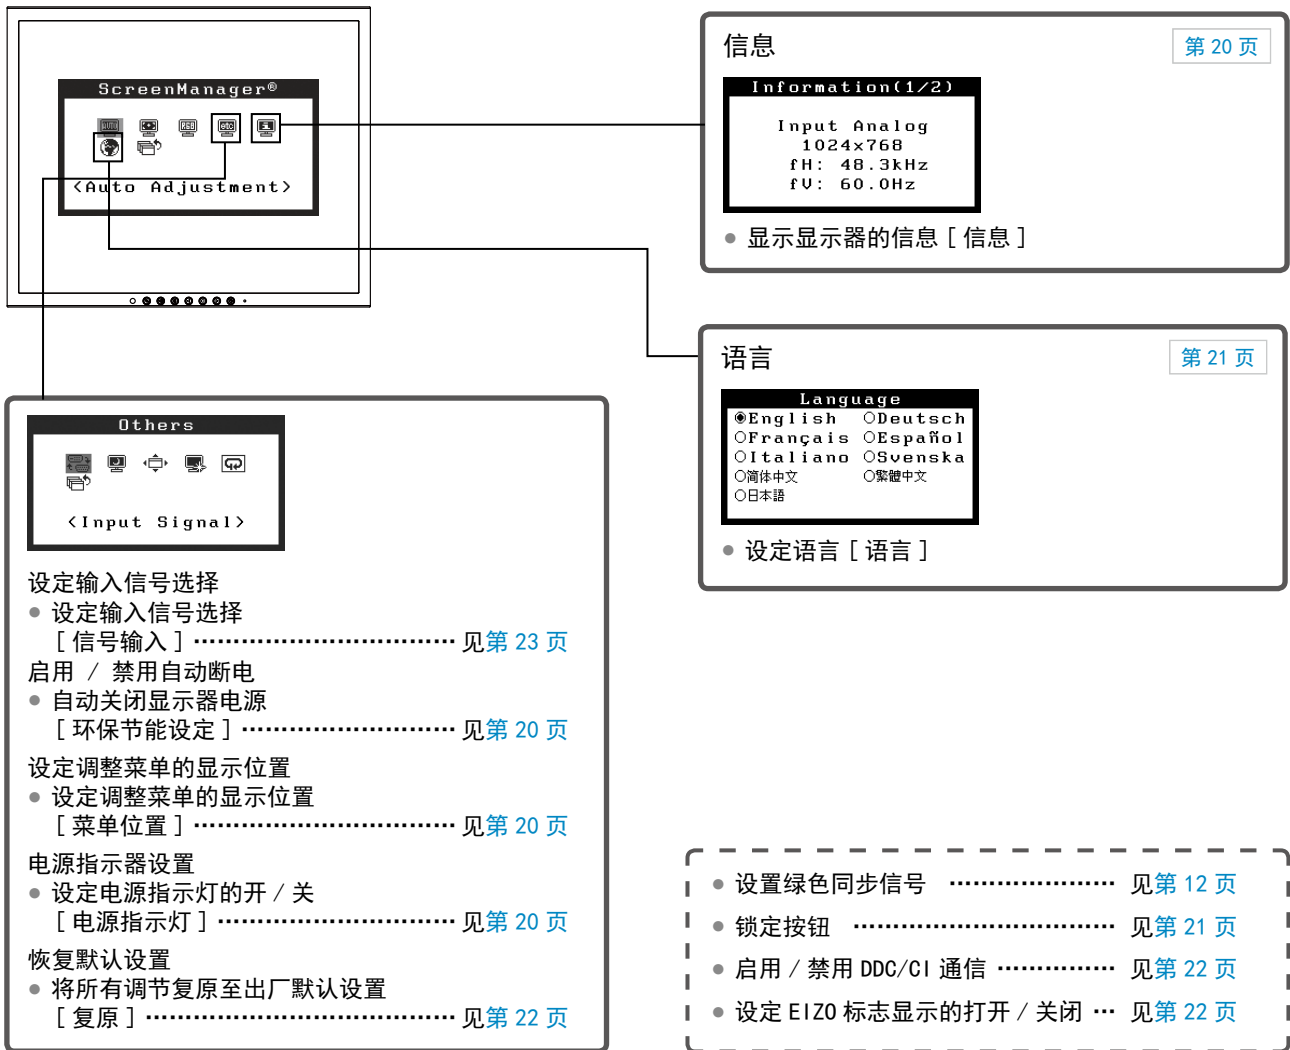 ScreenManager®
AUTO
RGB
etc
<Auto Adjustment>
信息
第 20 页
Information(1/2)
Input Analog
1024x768
fH: 48.3kHz
fV: 60.0Hz
● 显示显示器的信息 [ 信息 ]
语言
第 21 页
Language
English Deutsch
Français Español
Italiano Svenska
简体中文 繁體中文
日本語
● 设定语言 [ 语言 ]
Others
<Input Signal>
设定输入信号选择
● 设定输入信号选择
[ 信号输入 ] ································· 见第 23 页
启用 / 禁用自动断电
● 自动关闭显示器电源
[ 环保节能设定 ] ··························· 见第 20 页
设定调整菜单的显示位置
● 设定调整菜单的显示位置
[ 菜单位置 ] ································· 见第 20 页
电源指示器设置
● 设定电源指示灯的开 / 关
[ 电源指示灯 ] ······························ 见第 20 页
恢复默认设置
● 将所有调节复原至出厂默认设置
[ 复原 ] ······································· 见第 22 页
● 设置绿色同步信号 ····················· 见第 12 页
● 锁定按钮 ································· 见第 21 页
● 启用 / 禁用 DDC/CI 通信 ··············· 见第 22 页
● 设定 EIZO 标志显示的打开 / 关闭 ··· 见第 22 页